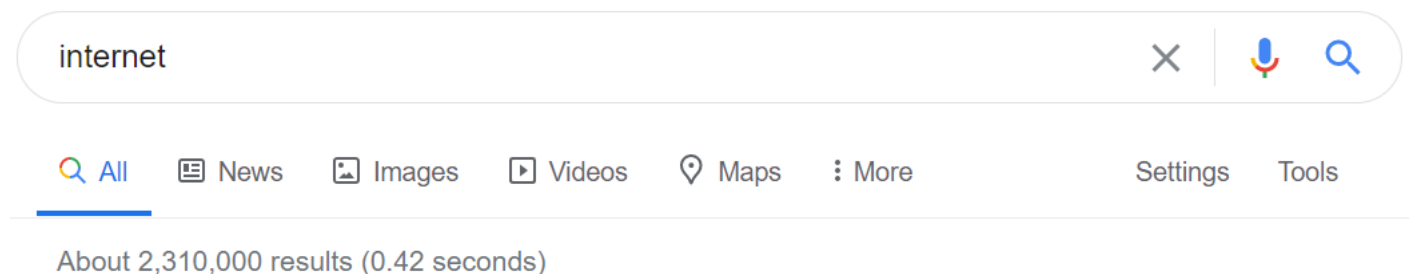 internet
All News Images Videos Maps More Settings Tools
About 2,310,000 results (0.42 seconds)